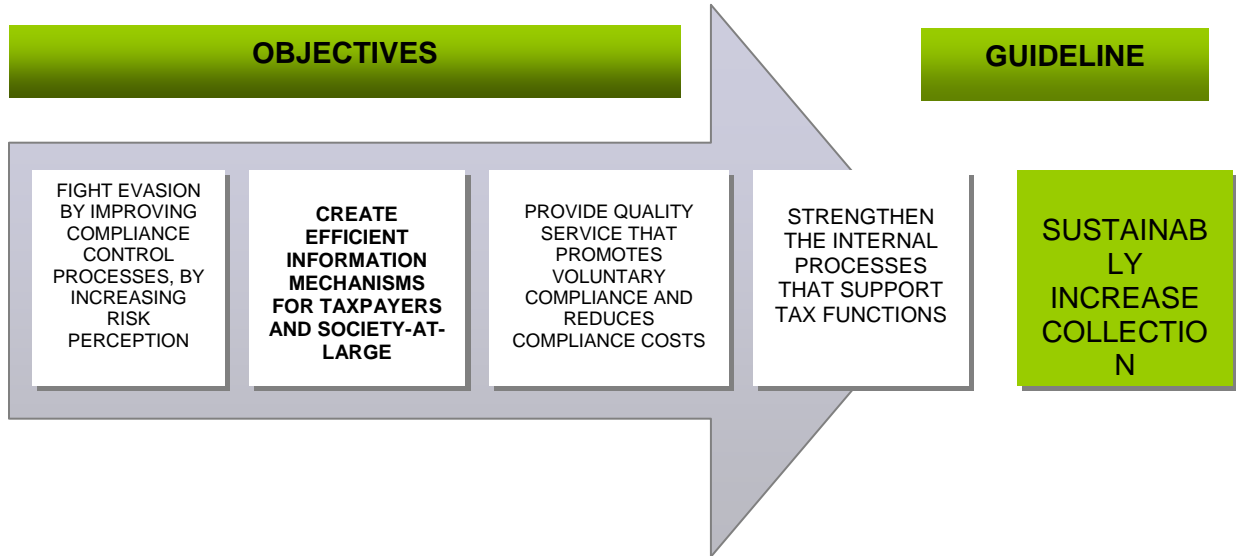 OBJECTIVES
GUIDELINE
FIGHT EVASION
BY IMPROVING
COMPLIANCE
CONTROL
PROCESSES, BY
INCREASING
RISK
PERCEPTION
CREATE
EFFICIENT
INFORMATION
MECHANISMS
FOR TAXPAYERS
AND SOCIETY-AT-
LARGE
PROVIDE QUALITY
SERVICE THAT
PROMOTES
VOLUNTARY
COMPLIANCE AND
REDUCES
COMPLIANCE COSTS
STRENGTHEN
THE INTERNAL
PROCESSES
THAT SUPPORT
TAX FUNCTIONS
SUSTAINAB
LY
INCREASE
COLLECTIO
N